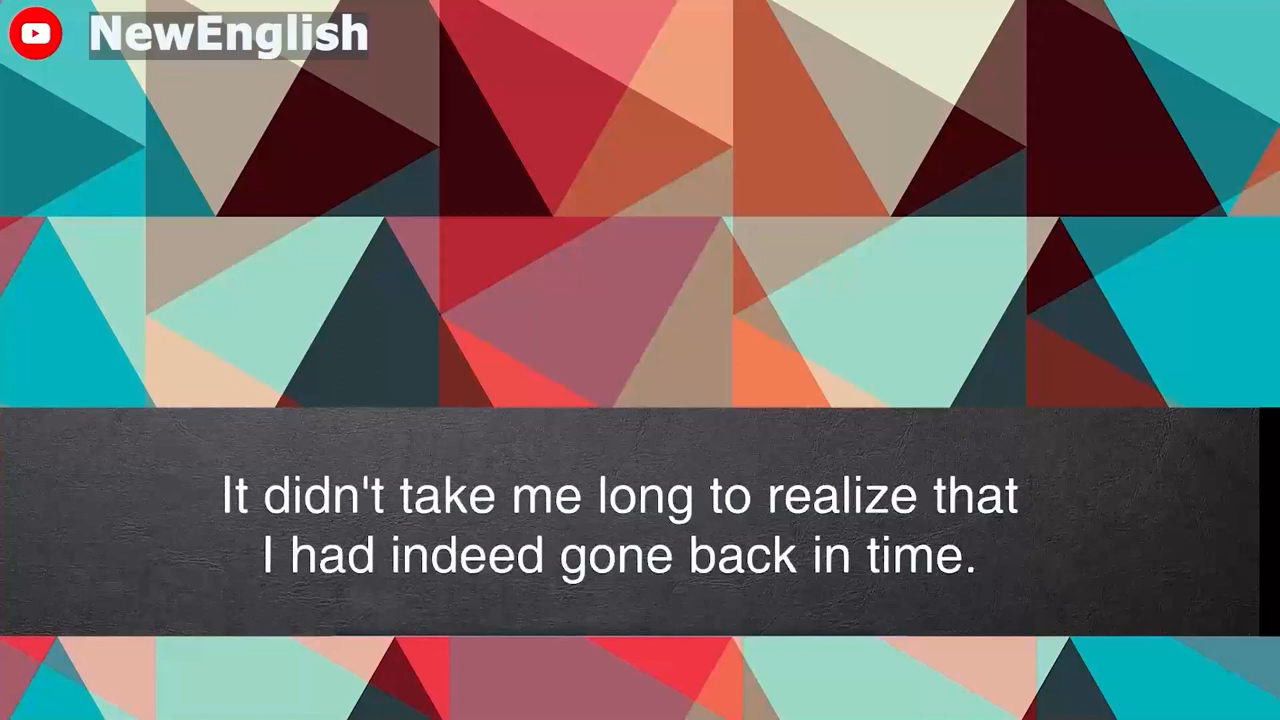 NewEnglish
It didn't take me long to realize that
I had indeed gone back in time.